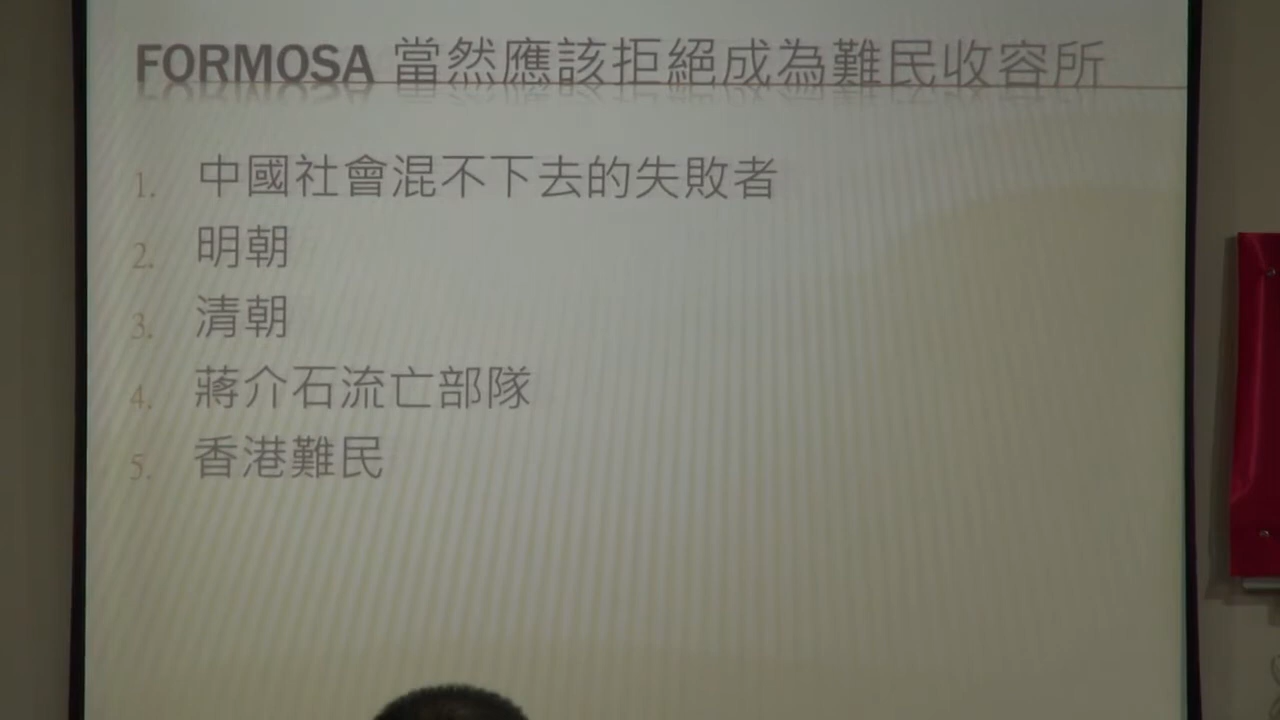 FORMOSA 當然應該拒絕成為難民收容所
1. 中國社會混不下去的失敗者
2. 明朝
3. 清朝
4. 蔣介石流亡部隊
5. 香港難民